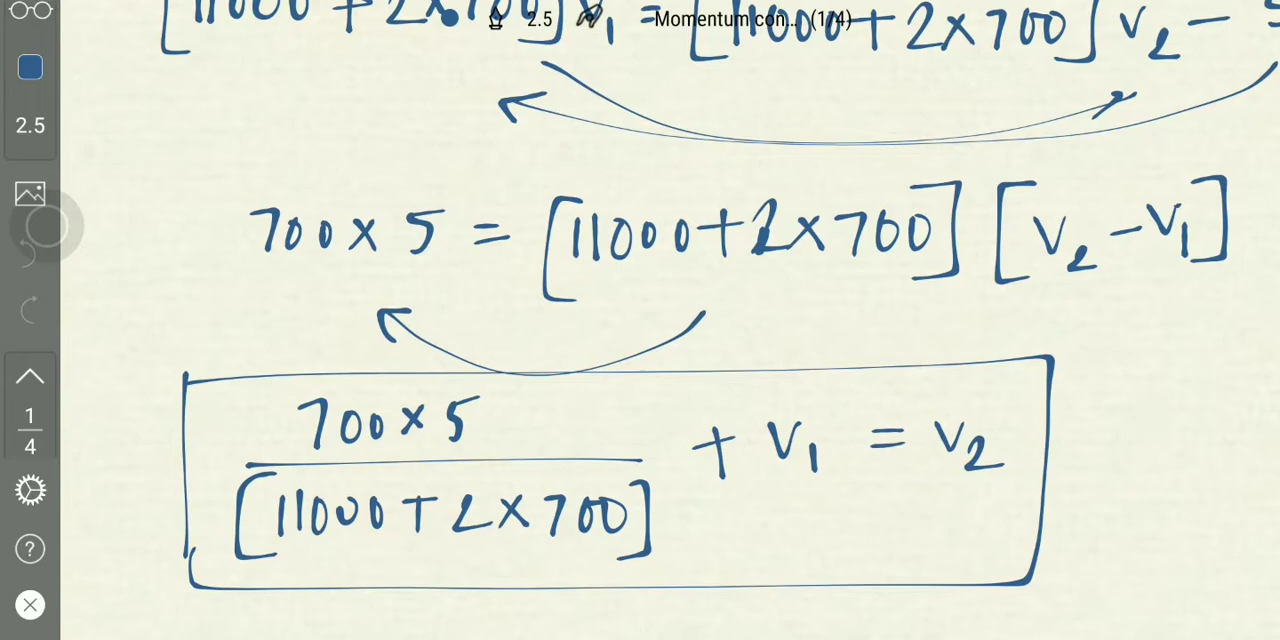 [11000 + 2×700] v₁ = [11000 + 2×700] v₂ - 5
2.5 Momentum con... (1/4)
2.5
700 × 5 = [11000 + 2×700] [v₂ - v₁]
1
4
700 × 5
[11000 + 2 × 700]
+ v₁ = v₂
?